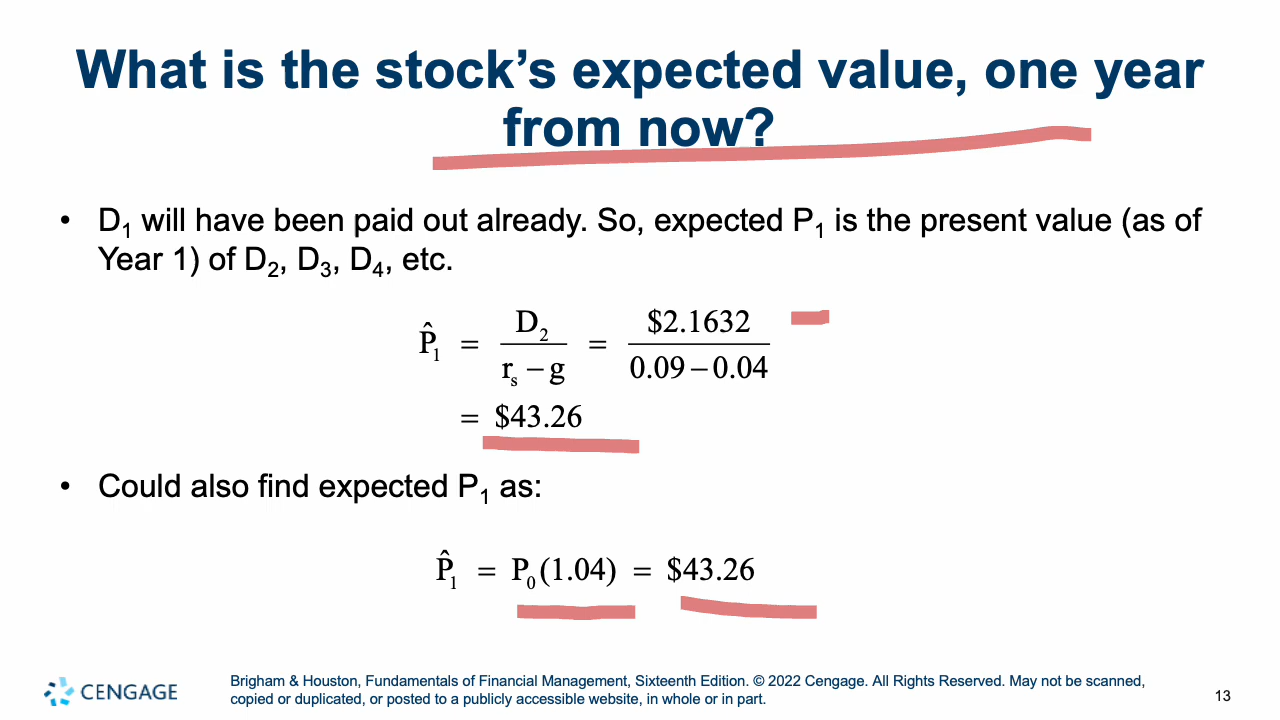 What is the stock’s expected value, one year
from now?
• D₁ will have been paid out already. So, expected P₁ is the present value (as of
Year 1) of D₂, D₃, D₄, etc.
P̂₁ = D₂ / (rₛ – g) = $2.1632 / (0.09 – 0.04)
= $43.26
• Could also find expected P₁ as:
P̂₁ = P₀(1.04) = $43.26
CENGAGE
Brigham & Houston, Fundamentals of Financial Management, Sixteenth Edition. © 2022 Cengage. All Rights Reserved. May not be scanned,
copied or duplicated, or posted to a publicly accessible website, in whole or in part.
13